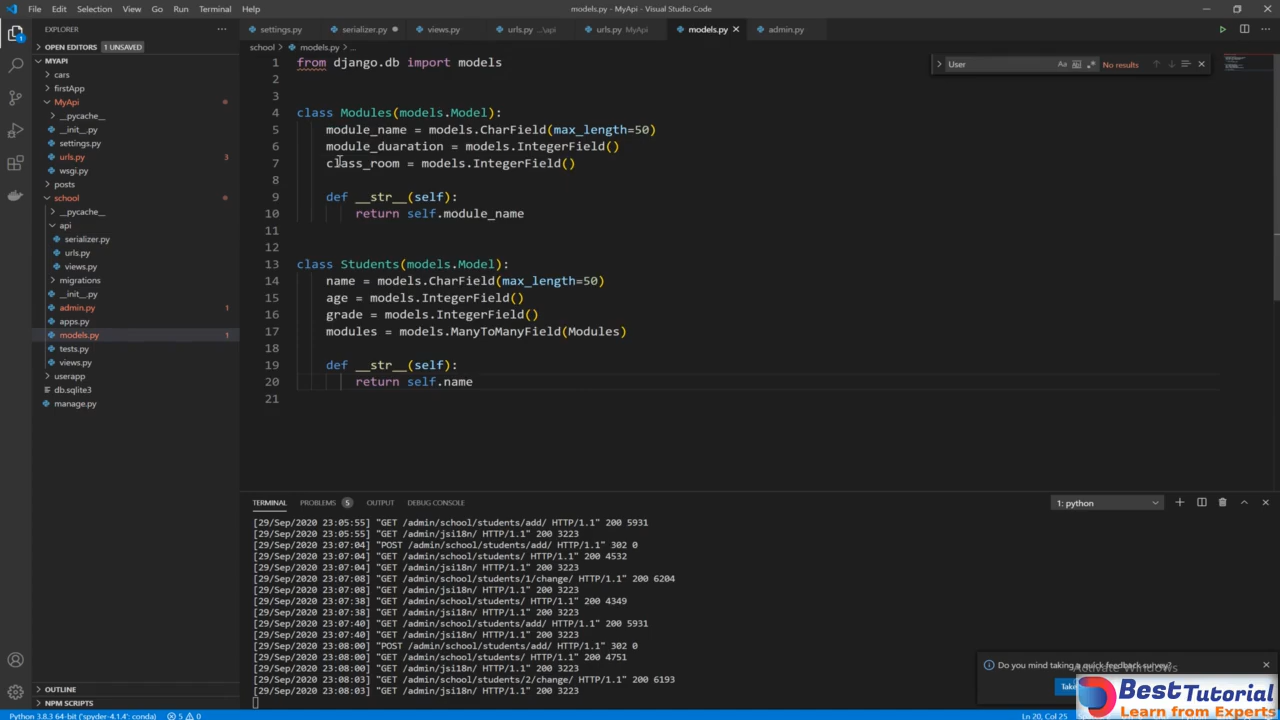 File Edit Selection View Go Run Terminal Help models.py - MyApi - Visual Studio Code
EXPLORER
OPEN EDITORS 1 UNSAVED
MYAPI
cars
firstApp
MyApi
__pycache__
__init__.py
settings.py
urls.py 3
wsgi.py
posts
school
__pycache__
api
serializer.py
urls.py
views.py
migrations
__init__.py
admin.py 1
apps.py
models.py 1
tests.py
views.py
userapp
db.sqlite3
manage.py
OUTLINE
NPM SCRIPTS
settings.py serializer.py views.py urls.py ...\api urls.py MyApi models.py admin.py
school > models.py > ...
User Aa No results
1 from django.db import models
2
3
4 class Modules(models.Model):
5 module_name = models.CharField(max_length=50)
6 module_duaration = models.IntegerField()
7 class_room = models.IntegerField()
8
9 def __str__(self):
10 return self.module_name
11
12
13 class Students(models.Model):
14 name = models.CharField(max_length=50)
15 age = models.IntegerField()
16 grade = models.IntegerField()
17 modules = models.ManyToManyField(Modules)
18
19 def __str__(self):
20 return self.name
21
TERMINAL PROBLEMS 5 OUTPUT DEBUG CONSOLE 1: python
[29/Sep/2020 23:05:55] "GET /admin/school/students/add/ HTTP/1.1" 200 5931
[29/Sep/2020 23:05:55] "GET /admin/jsi18n/ HTTP/1.1" 200 3223
[29/Sep/2020 23:07:04] "POST /admin/school/students/add/ HTTP/1.1" 302 0
[29/Sep/2020 23:07:04] "GET /admin/school/students/ HTTP/1.1" 200 4532
[29/Sep/2020 23:07:04] "GET /admin/jsi18n/ HTTP/1.1" 200 3223
[29/Sep/2020 23:07:08] "GET /admin/school/students/1/change/ HTTP/1.1" 200 6204
[29/Sep/2020 23:07:08] "GET /admin/jsi18n/ HTTP/1.1" 200 3223
[29/Sep/2020 23:07:38] "GET /admin/school/students/ HTTP/1.1" 200 4349
[29/Sep/2020 23:07:38] "GET /admin/jsi18n/ HTTP/1.1" 200 3223
[29/Sep/2020 23:07:40] "GET /admin/school/students/add/ HTTP/1.1" 200 5931
[29/Sep/2020 23:07:40] "GET /admin/jsi18n/ HTTP/1.1" 200 3223
[29/Sep/2020 23:08:00] "POST /admin/school/students/add/ HTTP/1.1" 302 0
[29/Sep/2020 23:08:00] "GET /admin/school/students/ HTTP/1.1" 200 4751
[29/Sep/2020 23:08:00] "GET /admin/jsi18n/ HTTP/1.1" 200 3223
[29/Sep/2020 23:08:03] "GET /admin/school/students/2/change/ HTTP/1.1" 200 6193
[29/Sep/2020 23:08:03] "GET /admin/jsi18n/ HTTP/1.1" 200 3223
Do you mind taking a quick feedback survey?
Activate Windows
BestTutorial
Learn from Experts
Python 3.8.3 64-bit ('spyder-4.1.4': conda) 5 0 Ln 20, Col 25